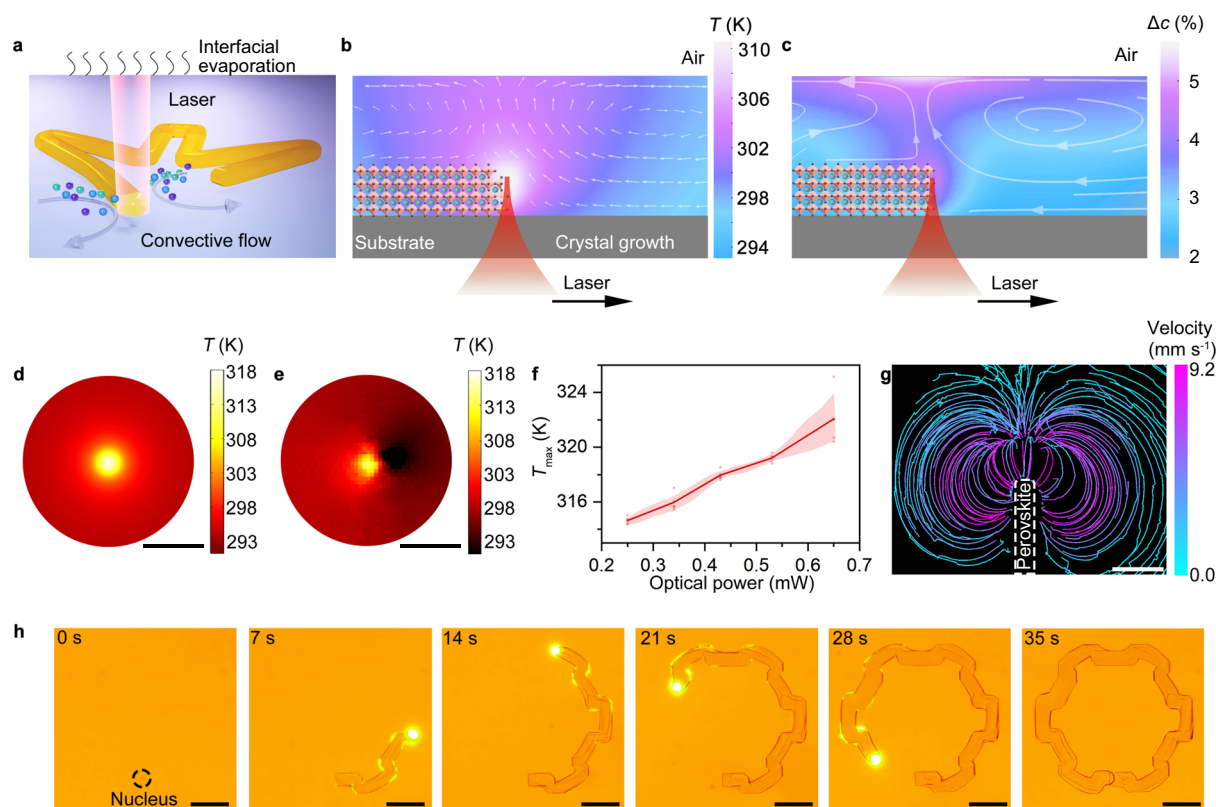 a
Interfacial
evaporation
Laser
Convective flow
b
T (K)
Air
310
306
302
298
294
Substrate
Crystal growth
Laser
c
Δc (%)
Air
5
4
3
2
Laser
d
T (K)
318
313
308
303
298
293
e
T (K)
318
313
308
303
298
293
f
324
320
316
Tmax (K)
0.2 0.3 0.4 0.5 0.6 0.7
Optical power (mW)
g
Velocity
(mm s⁻¹)
9.2
0.0
Perovskite
h
0 s
Nucleus
7 s
14 s
21 s
28 s
35 s